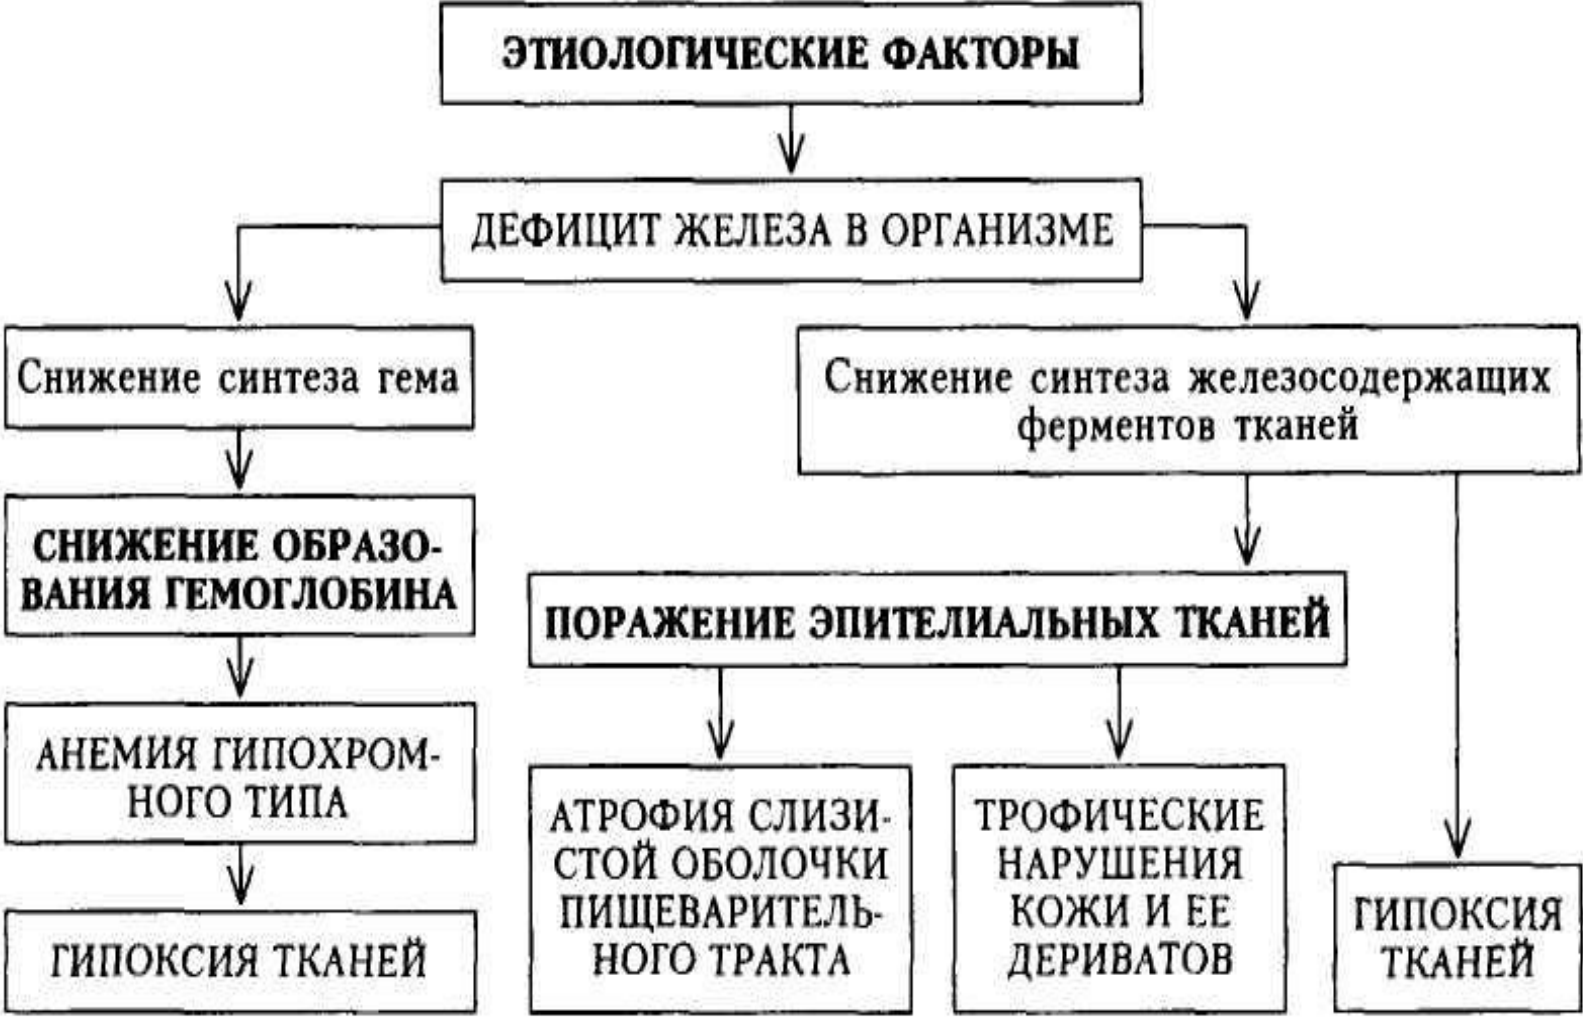 ЭТИОЛОГИЧЕСКИЕ ФАКТОРЫ
ДЕФИЦИТ ЖЕЛЕЗА В ОРГАНИЗМЕ
Снижение синтеза гема
Снижение синтеза железосодержащих
ферментов тканей
СНИЖЕНИЕ ОБРАЗО-
ВАНИЯ ГЕМОГЛОБИНА
ПОРАЖЕНИЕ ЭПИТЕЛИАЛЬНЫХ ТКАНЕЙ
АНЕМИЯ ГИПОХРОМ-
НОГО ТИПА
АТРОФИЯ СЛИЗИ-
СТОЙ ОБОЛОЧКИ
ПИЩЕВАРИТЕЛЬ-
НОГО ТРАКТА
ТРОФИЧЕСКИЕ
НАРУШЕНИЯ
КОЖИ И ЕЕ
ДЕРИВАТОВ
ГИПОКСИЯ
ТКАНЕЙ
ГИПОКСИЯ ТКАНЕЙ